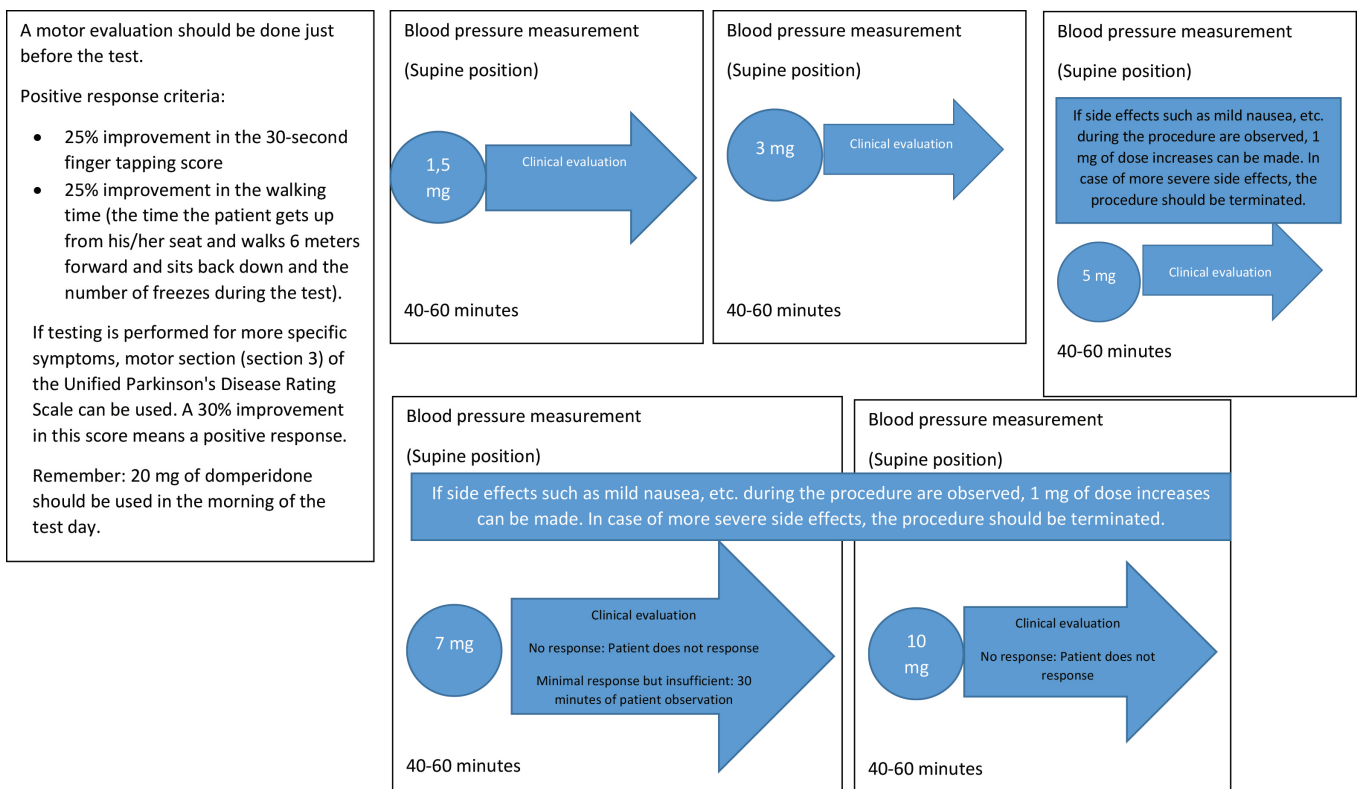 A motor evaluation should be done just
before the test.
Positive response criteria:
• 25% improvement in the 30-second
finger tapping score
• 25% improvement in the walking
time (the time the patient gets up
from his/her seat and walks 6 meters
forward and sits back down and the
number of freezes during the test).
If testing is performed for more specific
symptoms, motor section (section 3) of
the Unified Parkinson's Disease Rating
Scale can be used. A 30% improvement
in this score means a positive response.
Remember: 20 mg of domperidone
should be used in the morning of the
test day.
Blood pressure measurement
(Supine position)
1,5
mg
Clinical evaluation
40-60 minutes
Blood pressure measurement
(Supine position)
3 mg
Clinical evaluation
40-60 minutes
Blood pressure measurement
(Supine position)
If side effects such as mild nausea, etc.
during the procedure are observed, 1
mg of dose increases can be made. In
case of more severe side effects, the
procedure should be terminated.
5 mg
Clinical evaluation
40-60 minutes
Blood pressure measurement
(Supine position)
Blood pressure measurement
(Supine position)
If side effects such as mild nausea, etc. during the procedure are observed, 1 mg of dose increases
can be made. In case of more severe side effects, the procedure should be terminated.
7 mg
Clinical evaluation
No response: Patient does not response
Minimal response but insufficient: 30
minutes of patient observation
40-60 minutes
10
mg
Clinical evaluation
No response: Patient does not
response
40-60 minutes